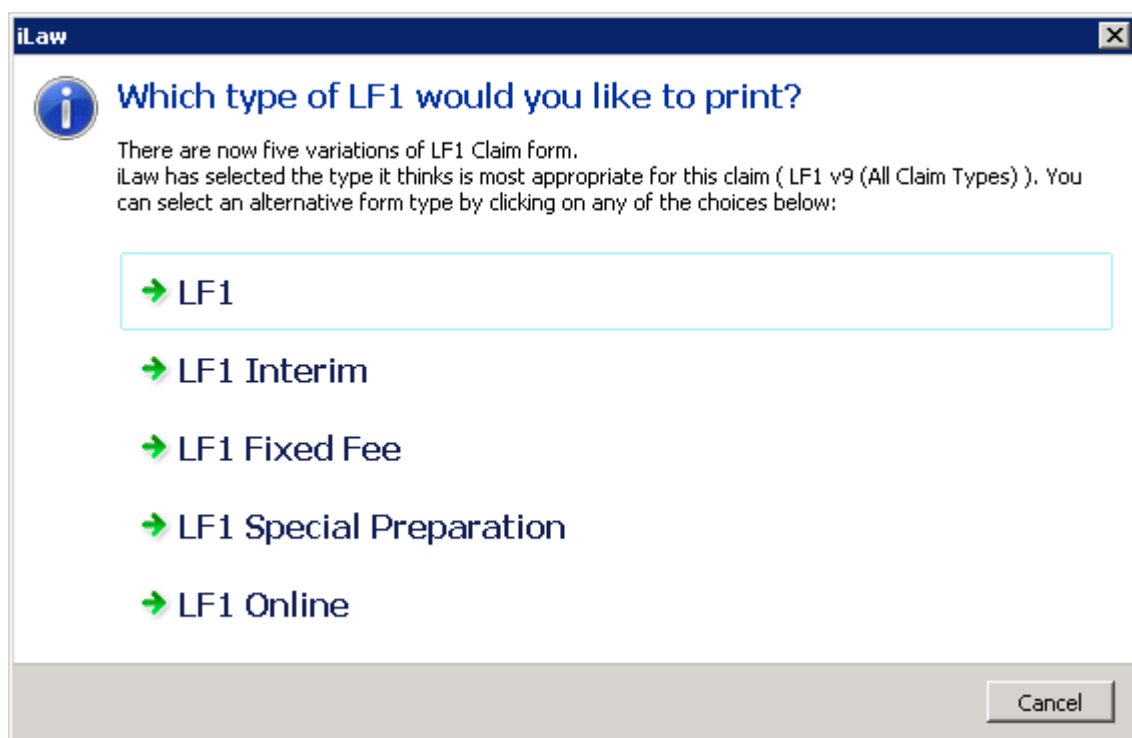 iLaw
Which type of LF1 would you like to print?
There are now five variations of LF1 Claim form.
iLaw has selected the type it thinks is most appropriate for this claim ( LF1 v9 (All Claim Types) ). You
can select an alternative form type by clicking on any of the choices below:
LF1
LF1 Interim
LF1 Fixed Fee
LF1 Special Preparation
LF1 Online
Cancel